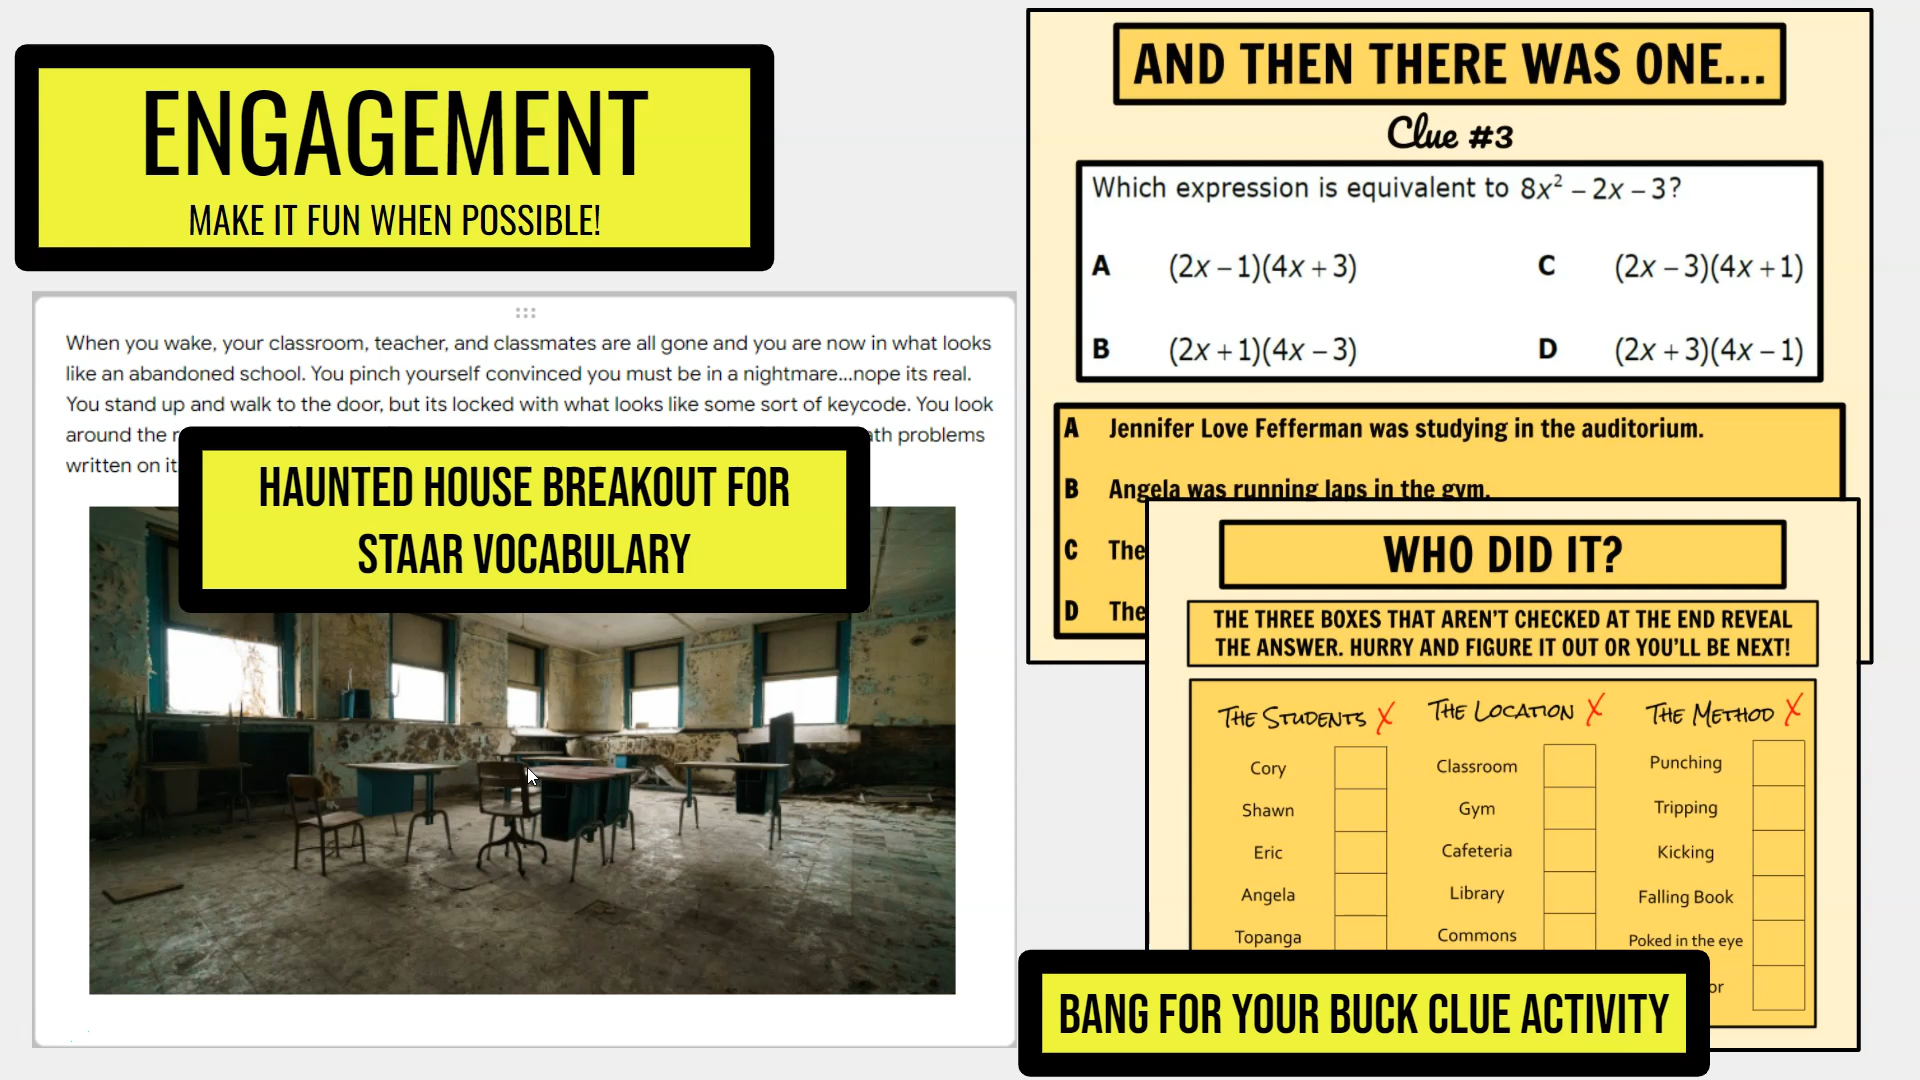 ENGAGEMENT
MAKE IT FUN WHEN POSSIBLE!
When you wake, your classroom, teacher, and classmates are all gone and you are now in what looks
like an abandoned school. You pinch yourself convinced you must be in a nightmare...nope its real.
You stand up and walk to the door, but its locked with what looks like some sort of keycode. You look
around the problems
written on it
HAUNTED HOUSE BREAKOUT FOR
STAAR VOCABULARY
AND THEN THERE WAS ONE...
Clue #3
Which expression is equivalent to 8x² – 2x – 3?
A (2x – 1)(4x + 3) C (2x – 3)(4x + 1)
B (2x + 1)(4x – 3) D (2x + 3)(4x – 1)
A Jennifer Love Fefferman was studying in the auditorium.
B Angela was running laps in the gym.
C The
D The
WHO DID IT?
THE THREE BOXES THAT AREN'T CHECKED AT THE END REVEAL
THE ANSWER. HURRY AND FIGURE IT OUT OR YOU'LL BE NEXT!
THE STUDENTS X THE LOCATION X THE METHOD X
Cory Classroom Punching
Shawn Gym Tripping
Eric Cafeteria Kicking
Angela Library Falling Book
Topanga Commons Poked in the eye
BANG FOR YOUR BUCK CLUE ACTIVITY